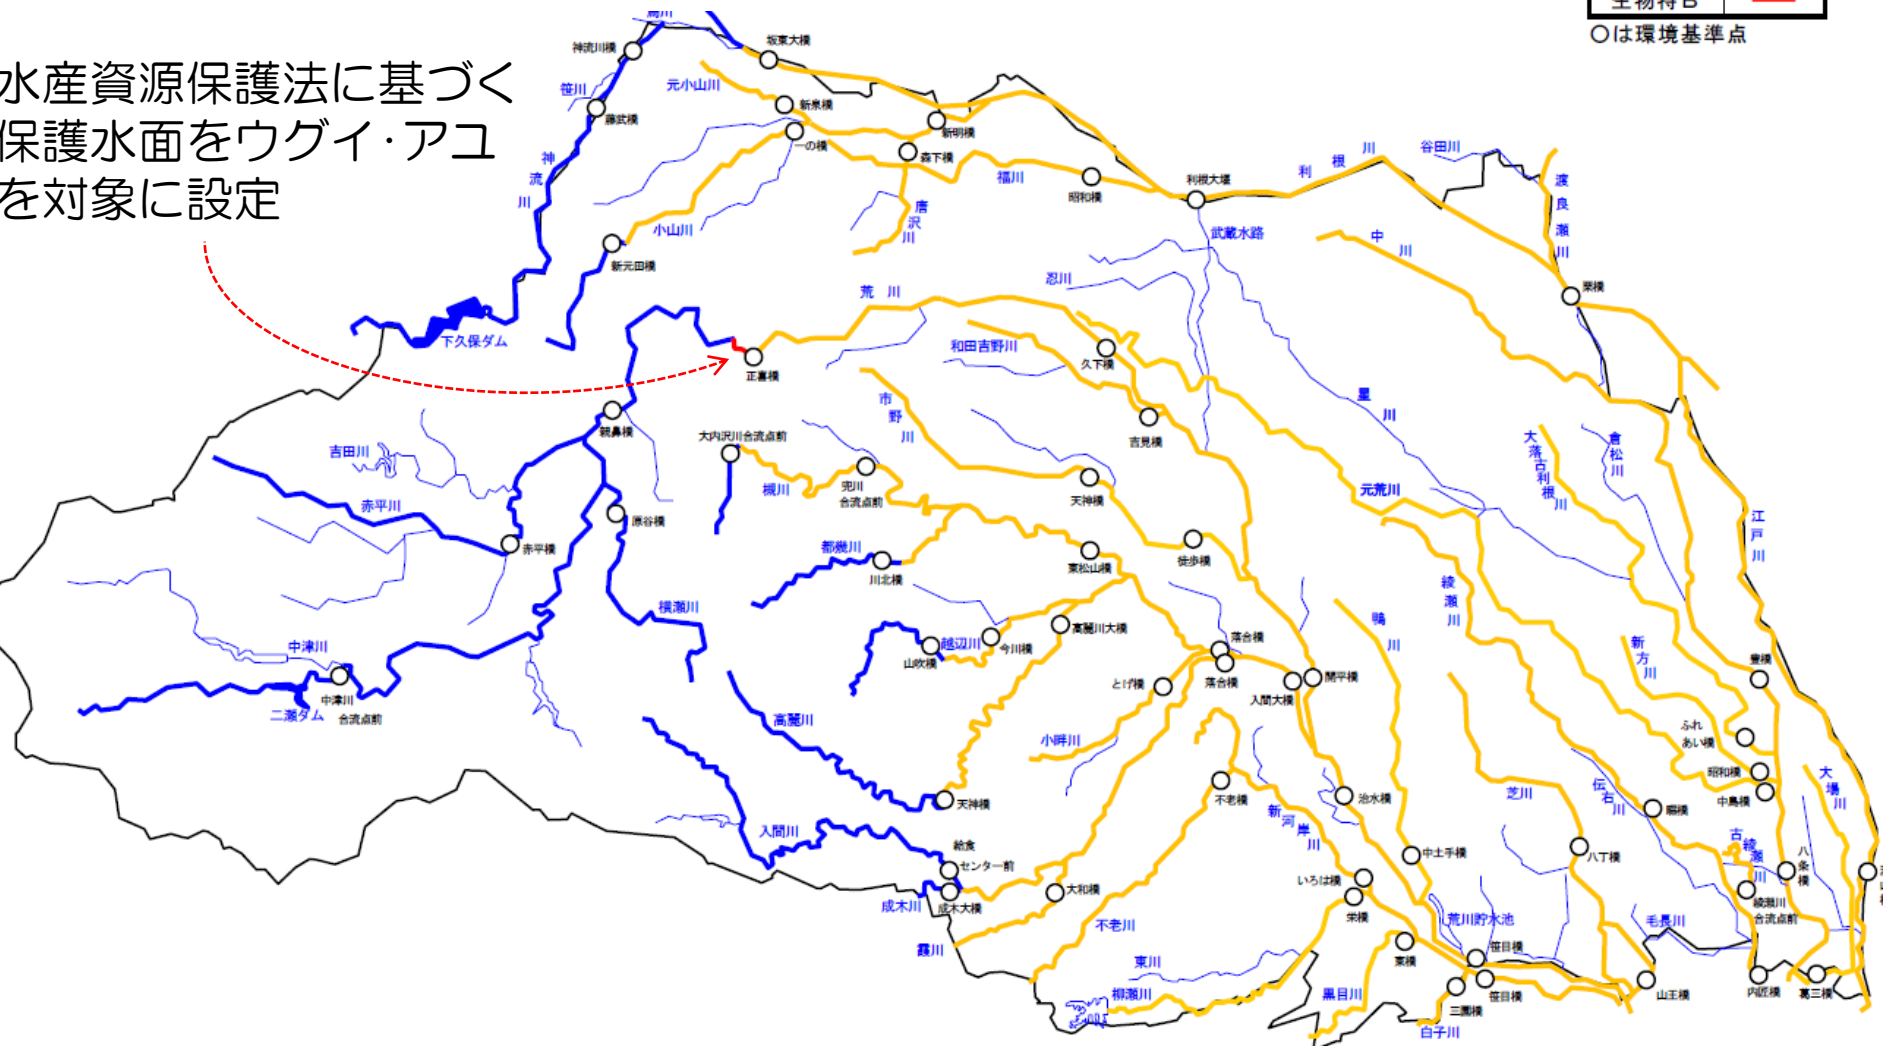 生物特B
○は環境基準点
水産資源保護法に基づく
保護水面をウグイ・アユ
を対象に設定
烏川
神流川橋
坂東大橋
笹川
藤武橋
元小山川
新泉橋
一の橋
新明橋
森下橋
神流川
福川
昭和橋
唐沢川
小山川
新元田橋
利根大堰
利根川
谷田川
渡良瀬川
武蔵水路
中川
栗橋
忍川
荒川
下久保ダム
正喜橋
和田吉野川
久下橋
市野川
吉見橋
星川
親鼻橋
大内沢川合流点前
吉田川
槻川
兜川
合流点前
天神橋
元荒川
大落古利根川
倉松川
江戸川
赤平川
赤平橋
原谷橋
都幾川
川北橋
東松山橋
徒歩橋
綾瀬川
横瀬川
中津川
中津川
合流点前
二瀬ダム
越辺川
山吹橋
今川橋
高麗川大橋
落合橋
落合橋
とげ橋
入間大橋
開平橋
鴨川
新方川
豊橋
高麗川
小畔川
ふれ
あい橋
昭和橋
中島橋
大場川
天神橋
不老橋
新河岸川
治水橋
芝川
伝右川
畷橋
入間川
給食
センター前
成木川
成木大橋
大和橋
いろは橋
栄橋
中土手橋
八丁橋
古綾瀬川
八条橋
綾瀬川
合流点前
霞川
不老川
荒川貯水池
毛長川
東川
柳瀬川
黒目川
東橋
笹目橋
笹目橋
三園橋
白子川
山王橋
内匠橋
葛三橋